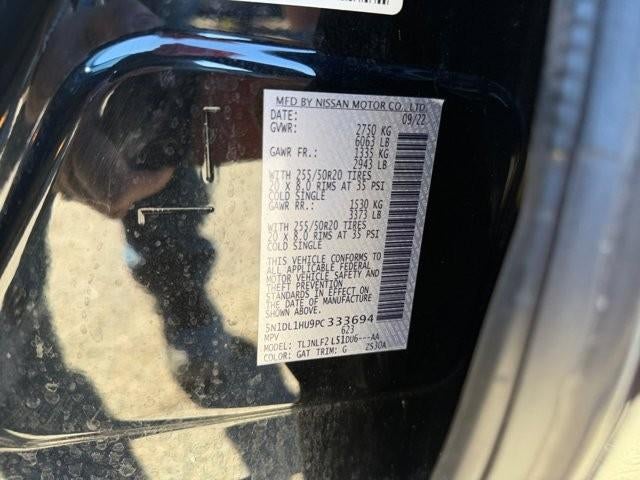 MFD BY NISSAN MOTOR CO., LTD
DATE: 09/22
GVWR: 2750 KG
6063 LB
GAWR FR.: 1335 KG
2943 LB
WITH 255/50R20 TIRES
20 X 8.0 RIMS AT 35 PSI
COLD SINGLE
GAWR RR.: 1530 KG
3373 LB
WITH 255/50R20 TIRES
20 X 8.0 RIMS AT 35 PSI
COLD SINGLE
THIS VEHICLE CONFORMS TO
ALL APPLICABLE FEDERAL
MOTOR VEHICLE SAFETY AND
THEFT PREVENTION
STANDARDS IN EFFECT ON
THE DATE OF MANUFACTURE
SHOWN ABOVE.
5N1DL1HU9PC333694
MPV 623
MODEL: TLJNLF2 L51DU6---AA
COLOR: GAT TRIM: G ZS30A